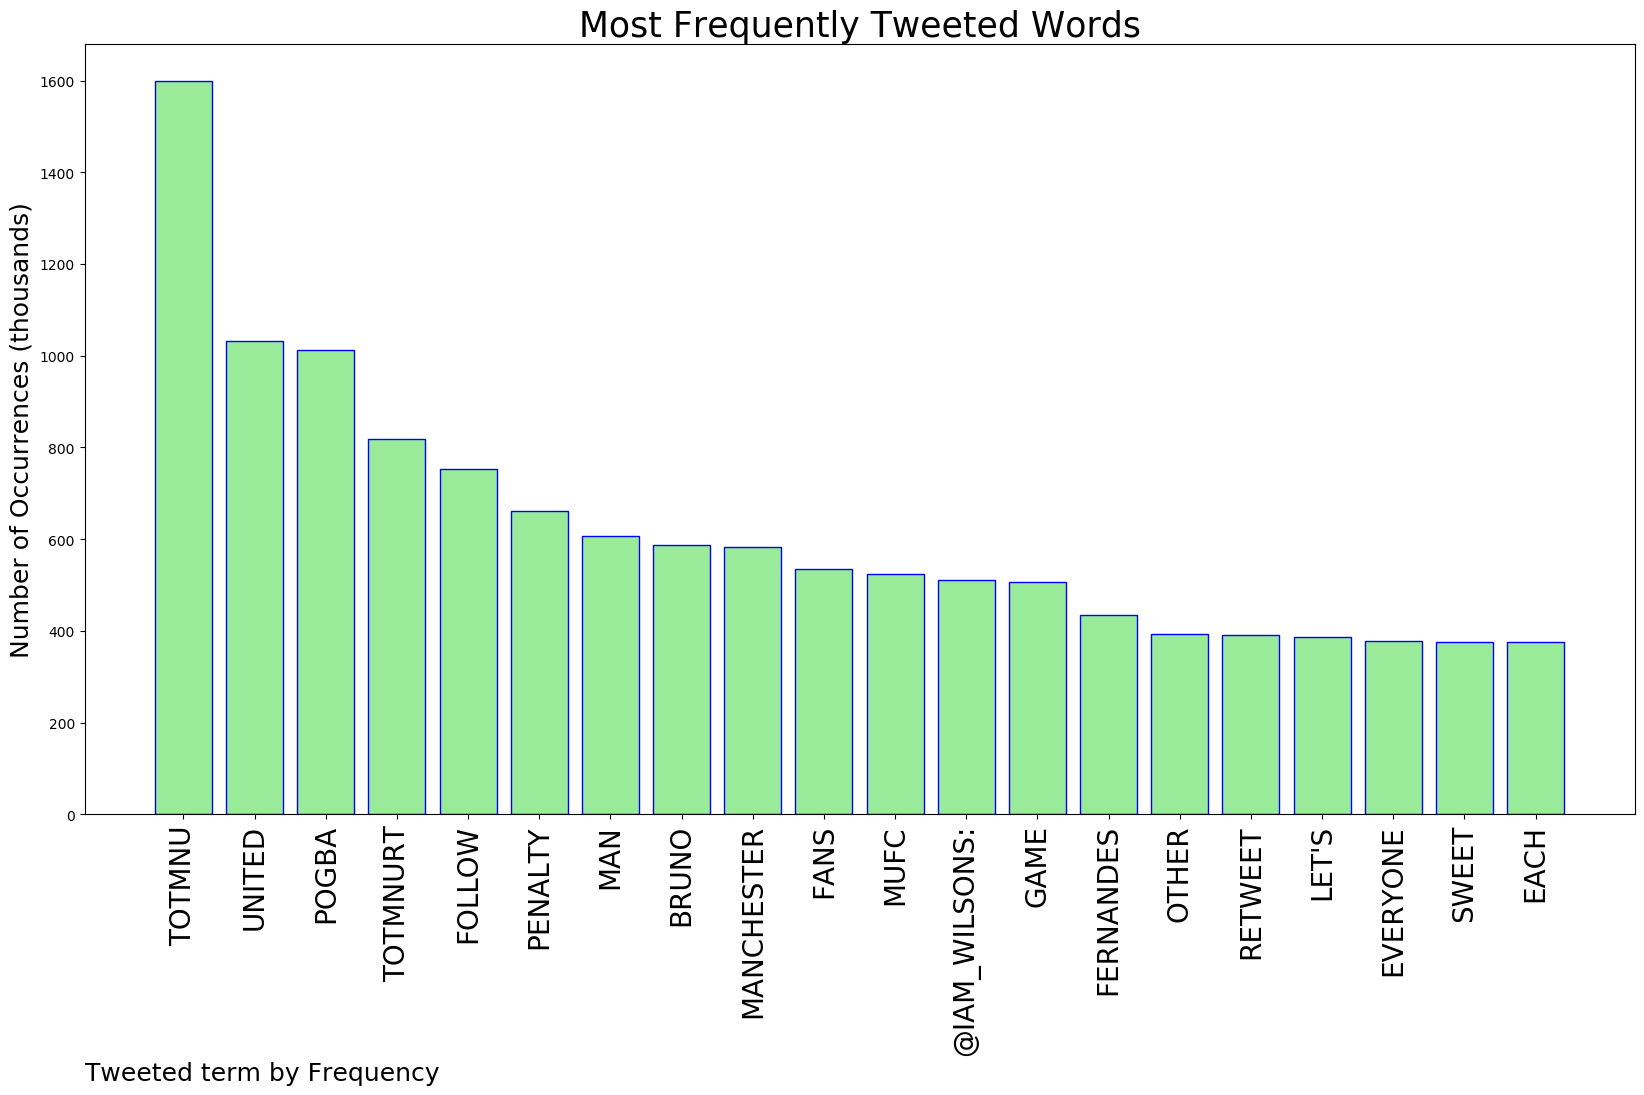 Most Frequently Tweeted Words
Number of Occurrences (thousands)
1600
1400
1200
1000
800
600
400
200
0
TOTMNU
UNITED
POGBA
TOTMNURT
FOLLOW
PENALTY
MAN
BRUNO
MANCHESTER
FANS
MUFC
@IAM_WILSONS:
GAME
FERNANDES
OTHER
RETWEET
LET'S
EVERYONE
SWEET
EACH
Tweeted term by Frequency